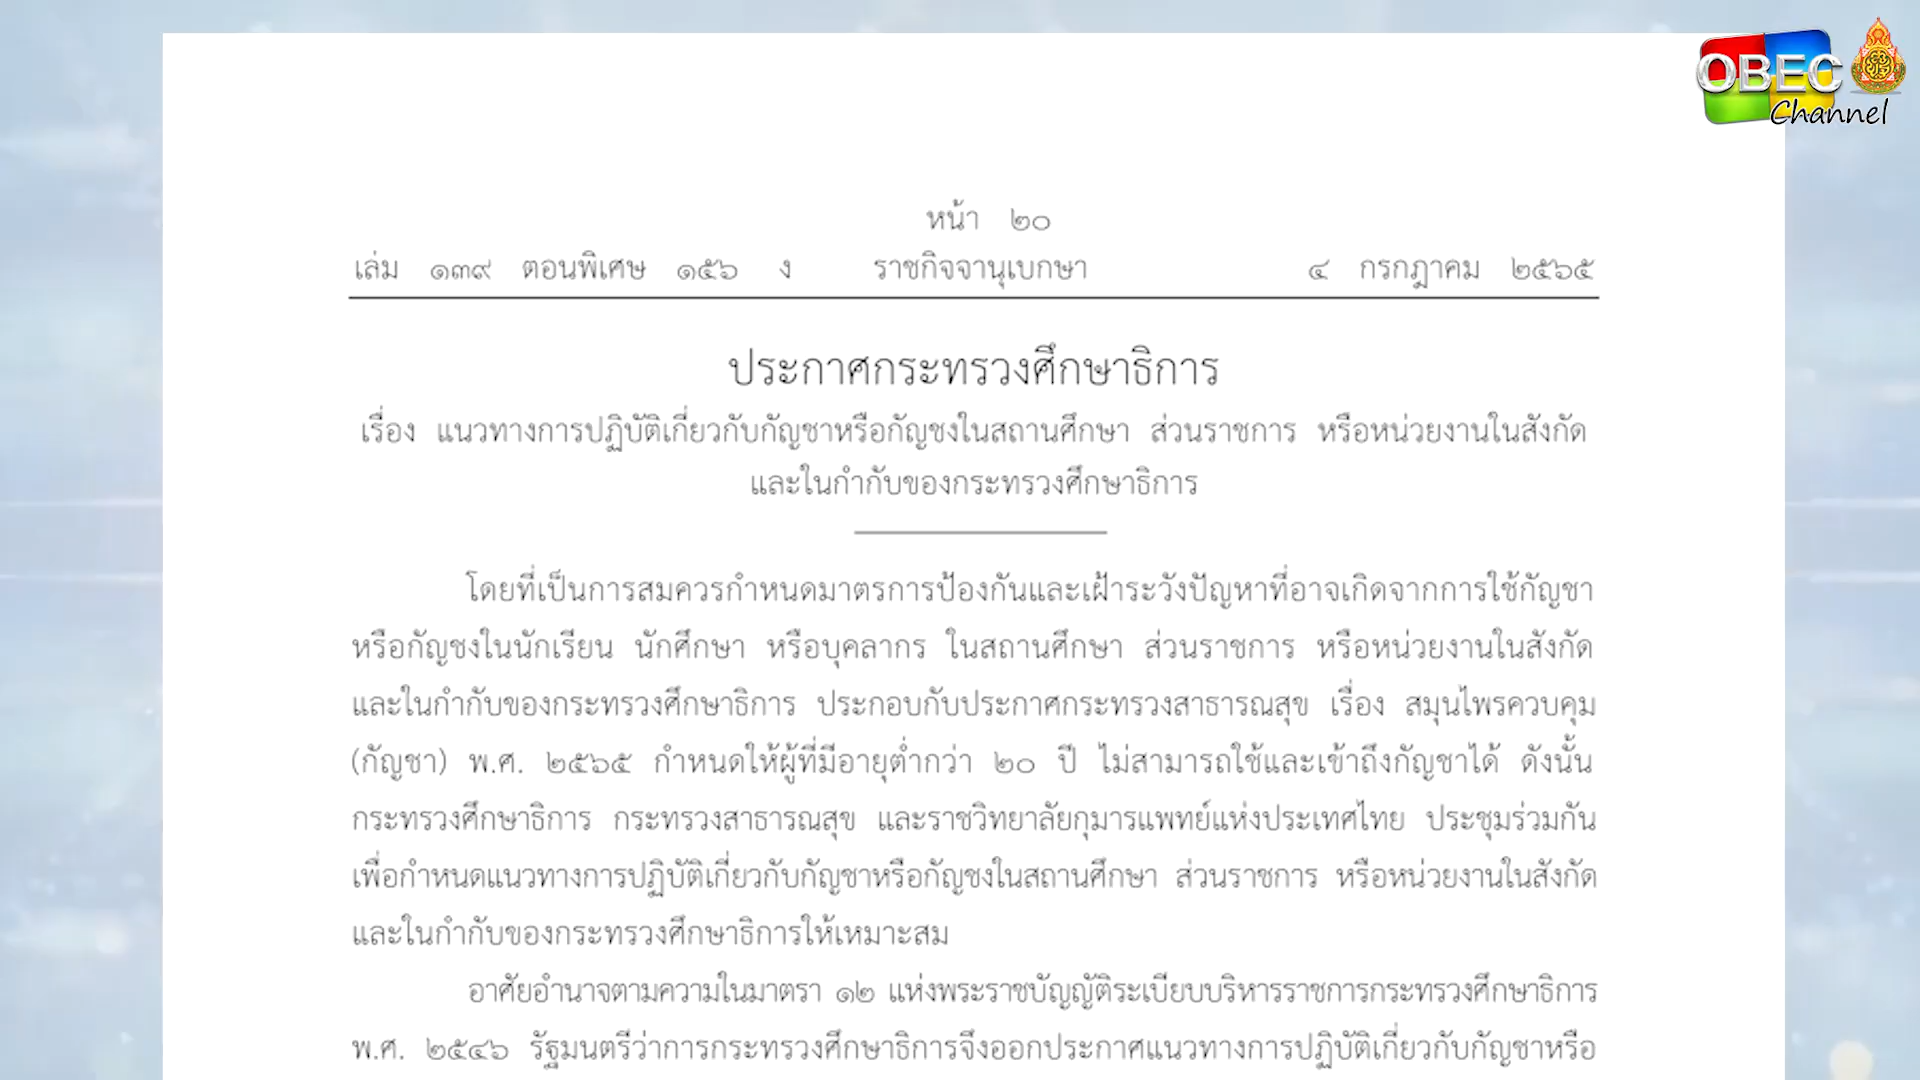 OBEC
Channel
หน้า ๒๐
เล่ม ๑๓๙ ตอนพิเศษ ๑๕๖ ง ราชกิจจานุเบกษา ๔ กรกฎาคม ๒๕๖๕
ประกาศกระทรวงศึกษาธิการ
เรื่อง แนวทางการปฏิบัติเกี่ยวกับกัญชาหรือกัญชงในสถานศึกษา ส่วนราชการ หรือหน่วยงานในสังกัด
และในกำกับของกระทรวงศึกษาธิการ
โดยที่เป็นการสมควรกำหนดมาตรการป้องกันและเฝ้าระวังปัญหาที่อาจเกิดจากการใช้กัญชา
หรือกัญชงในนักเรียน นักศึกษา หรือบุคลากร ในสถานศึกษา ส่วนราชการ หรือหน่วยงานในสังกัด
และในกำกับของกระทรวงศึกษาธิการ ประกอบกับประกาศกระทรวงสาธารณสุข เรื่อง สมุนไพรควบคุม
(กัญชา) พ.ศ. ๒๕๖๕ กำหนดให้ผู้ที่มีอายุต่ำกว่า ๒๐ ปี ไม่สามารถใช้และเข้าถึงกัญชาได้ ดังนั้น
กระทรวงศึกษาธิการ กระทรวงสาธารณสุข และราชวิทยาลัยกุมารแพทย์แห่งประเทศไทย ประชุมร่วมกัน
เพื่อกำหนดแนวทางการปฏิบัติเกี่ยวกับกัญชาหรือกัญชงในสถานศึกษา ส่วนราชการ หรือหน่วยงานในสังกัด
และในกำกับของกระทรวงศึกษาธิการให้เหมาะสม
อาศัยอำนาจตามความในมาตรา ๑๒ แห่งพระราชบัญญัติระเบียบบริหารราชการกระทรวงศึกษาธิการ
พ.ศ. ๒๕๔๖ รัฐมนตรีว่าการกระทรวงศึกษาธิการจึงออกประกาศแนวทางการปฏิบัติเกี่ยวกับกัญชาหรือ